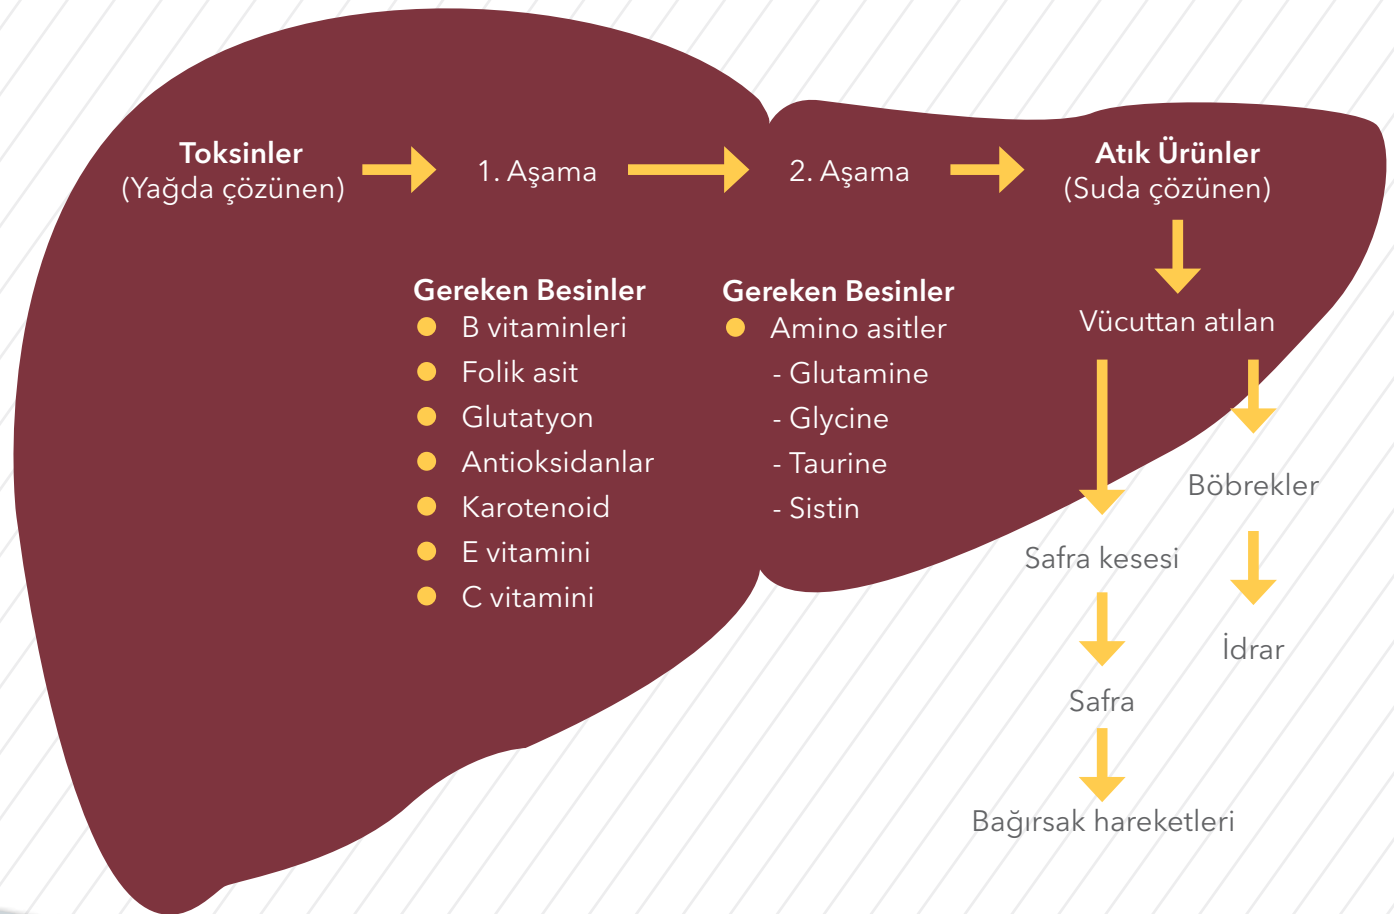 Toksinler
(Yağda çözünen)
1. Aşama
2. Aşama
Atık Ürünler
(Suda çözünen)
Gereken Besinler
B vitaminleri
Folik asit
Glutatyon
Antioksidanlar
Karotenoid
E vitamini
C vitamini
Gereken Besinler
Amino asitler
- Glutamine
- Glycine
- Taurine
- Sistin
Vücuttan atılan
Safra kesesi
Safra
Bağırsak hareketleri
Böbrekler
İdrar